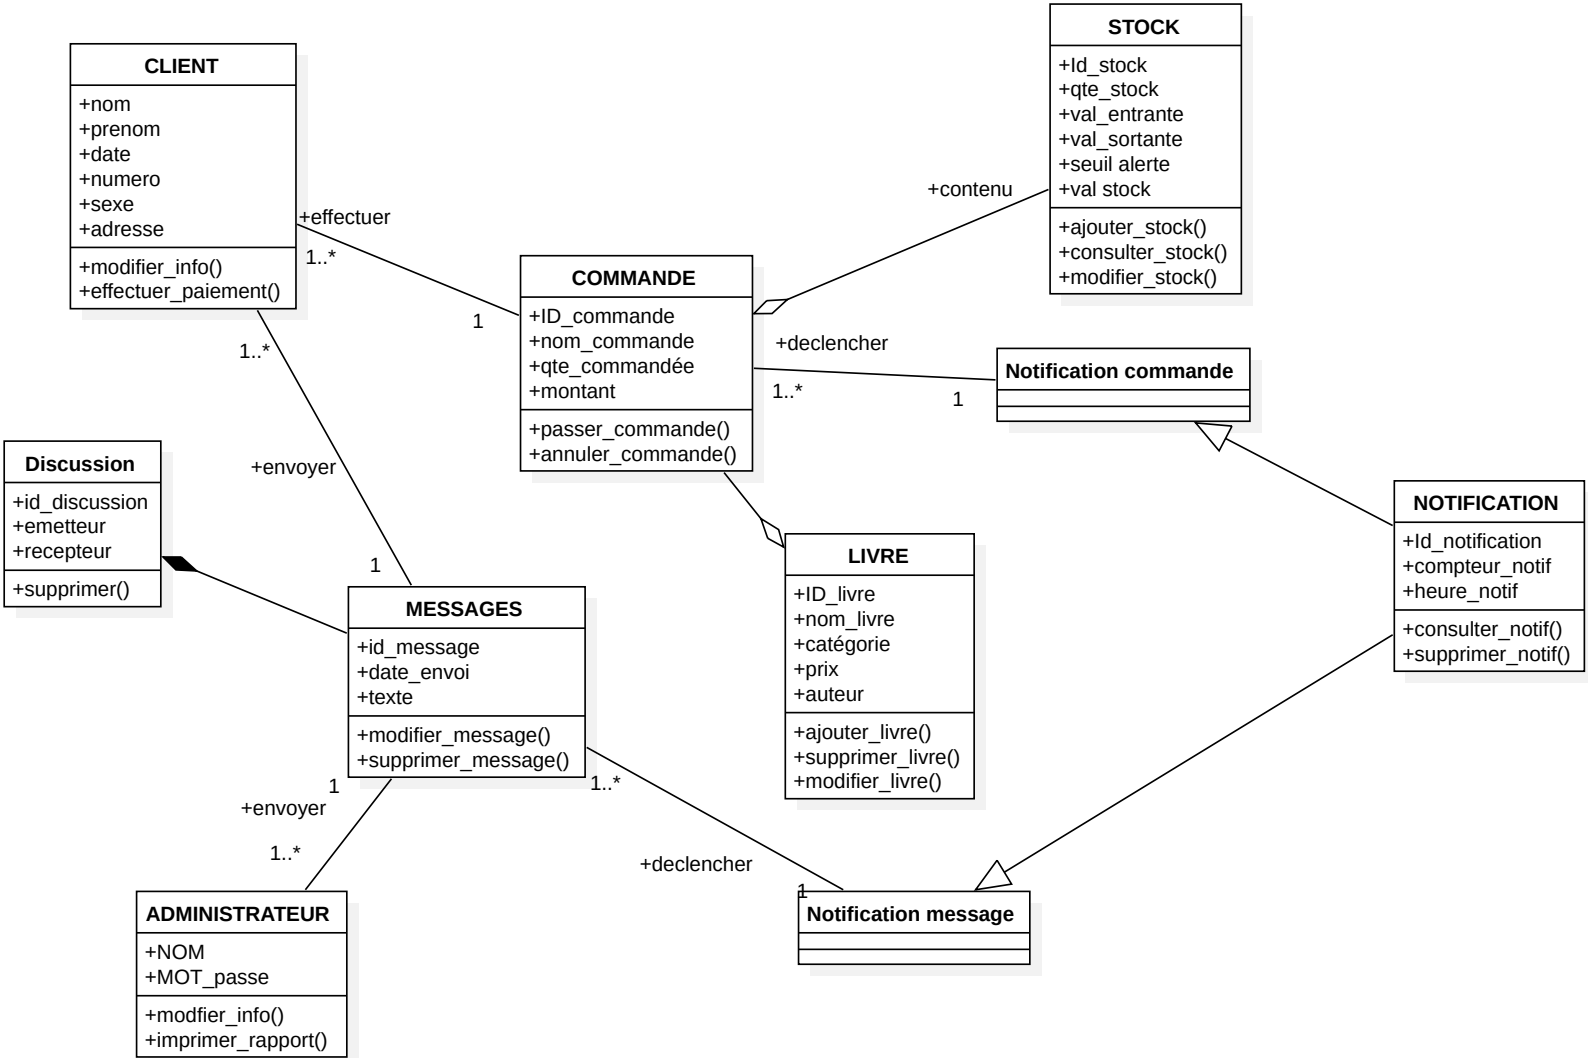 STOCK
+Id_stock
+qte_stock
+val_entrante
+val_sortante
+seuil alerte
+val stock
+ajouter_stock()
+consulter_stock()
+modifier_stock()
CLIENT
+nom
+prenom
+date
+numero
+sexe
+adresse
+modifier_info()
+effectuer_paiement()
+effectuer
1..*
1
+contenu
COMMANDE
+ID_commande
+nom_commande
+qte_commandée
+montant
+passer_commande()
+annuler_commande()
+declencher
1..*
1
Notification commande
1..*
+envoyer
1
Discussion
+id_discussion
+emetteur
+recepteur
+supprimer()
NOTIFICATION
+Id_notification
+compteur_notif
+heure_notif
+consulter_notif()
+supprimer_notif()
LIVRE
+ID_livre
+nom_livre
+catégorie
+prix
+auteur
+ajouter_livre()
+supprimer_livre()
+modifier_livre()
MESSAGES
+id_message
+date_envoi
+texte
+modifier_message()
+supprimer_message()
1
+envoyer
1..*
1..*
+declencher
1
Notification message
ADMINISTRATEUR
+NOM
+MOT_passe
+modfier_info()
+imprimer_rapport()